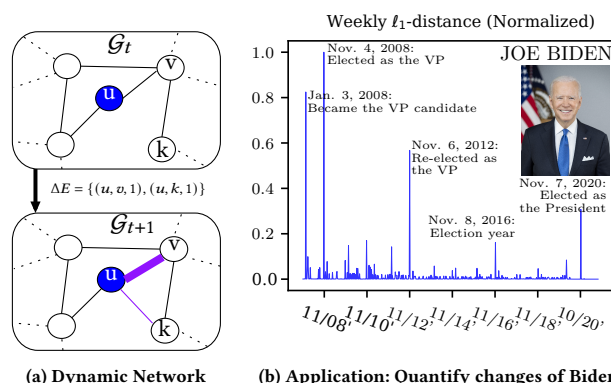 𝒢t
v
u
k
ΔE = {(u, v, 1), (u, k, 1)}
𝒢t+1
v
u
k
(a) Dynamic Network
Weekly ℓ1-distance (Normalized)
1.0
0.8
0.6
0.4
0.2
0.0
Nov. 4, 2008:
Elected as the VP
JOE BIDEN
Jan. 3, 2008:
Became the VP candidate
Nov. 6, 2012:
Re-elected as
the VP
Nov. 7, 2020:
Elected as
the President
Nov. 8, 2016:
Election year
11/08'
11/10'
11/12'
11/14'
11/16'
11/18'
10/20'
(b) Application: Quantify changes of Biden